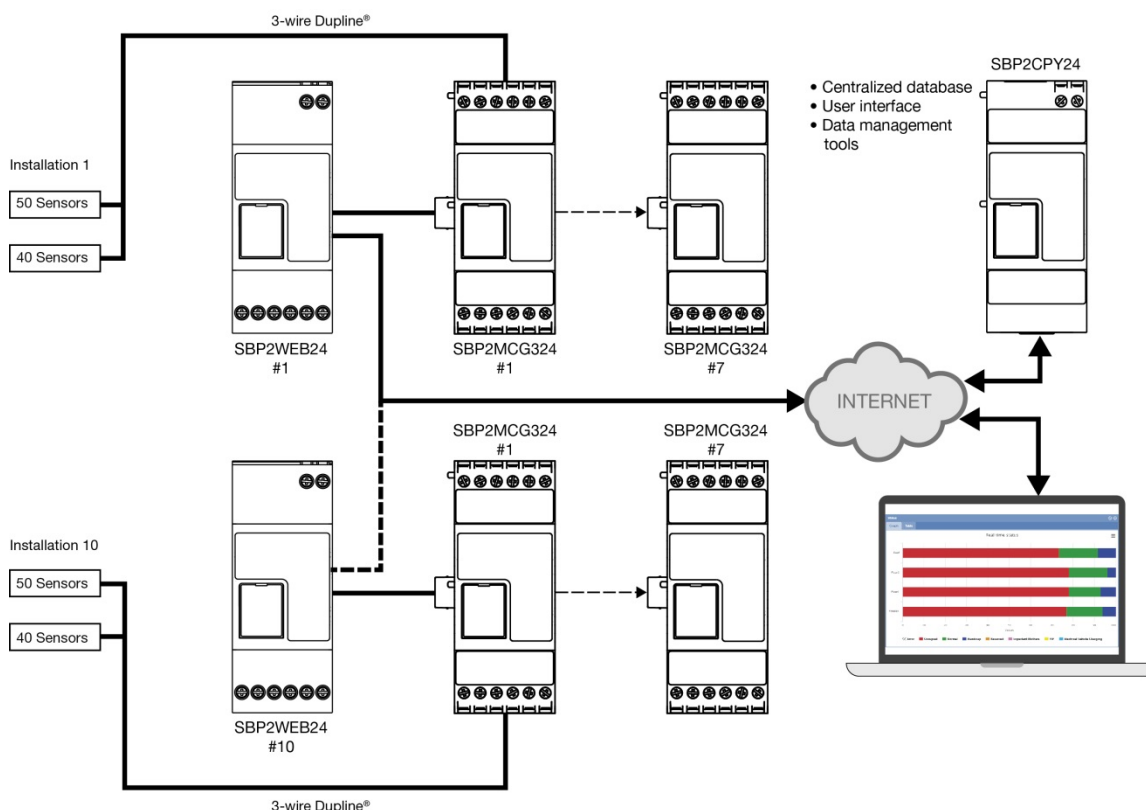 3-wire Dupline®
SBP2CPY24
• Centralized database
• User interface
• Data management
tools
Installation 1
50 Sensors
40 Sensors
SBP2WEB24
#1
SBP2MCG324
#1
SBP2MCG324
#7
INTERNET
SBP2MCG324
#1
SBP2MCG324
#7
Installation 10
50 Sensors
40 Sensors
SBP2WEB24
#10
3-wire Dupline®